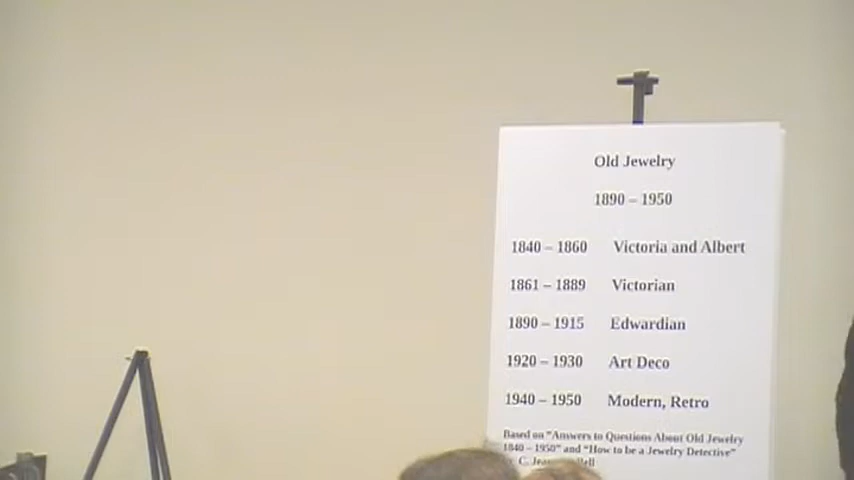 Old Jewelry
1890 – 1950
1840 – 1860 Victoria and Albert
1861 – 1889 Victorian
1890 – 1915 Edwardian
1920 – 1930 Art Deco
1940 – 1950 Modern, Retro
Based on "Answers to Questions About Old Jewelry
1840 – 1950" and "How to be a Jewelry Detective"
C.